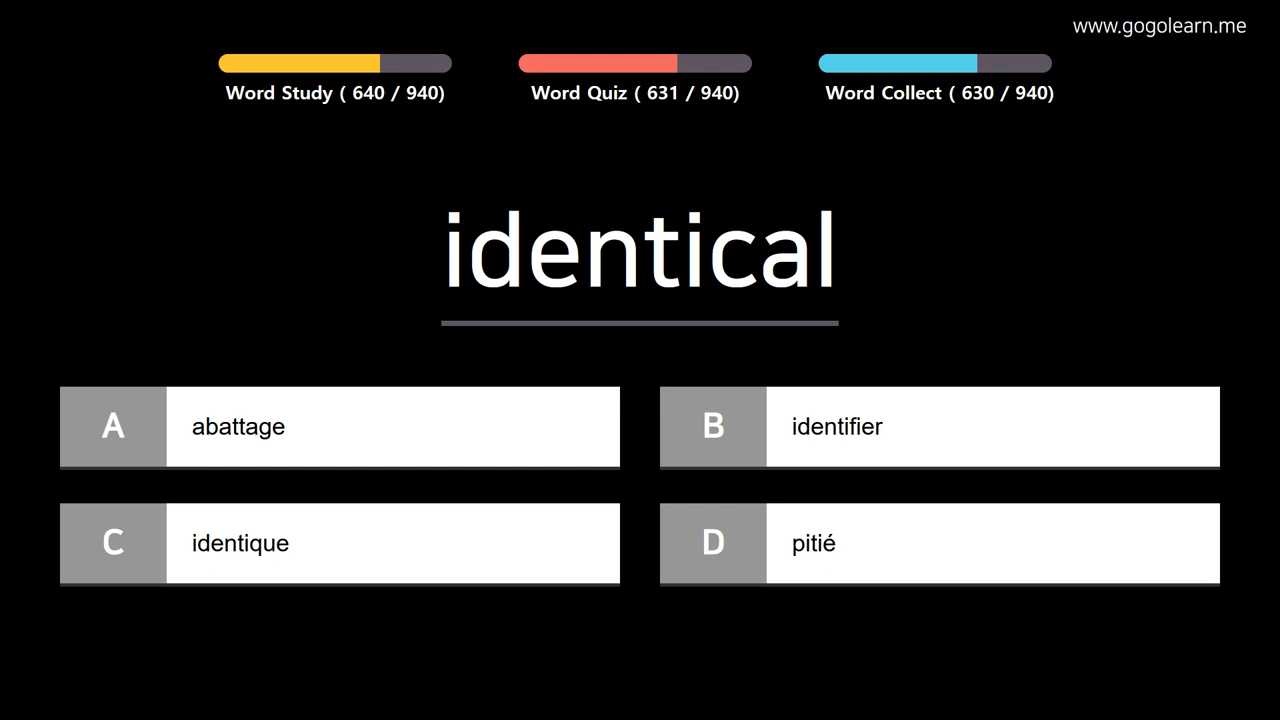 www.gogolearn.me
Word Study ( 640 / 940)
Word Quiz ( 631 / 940)
Word Collect ( 630 / 940)
identical
A
abattage
B
identifier
C
identique
D
pitié